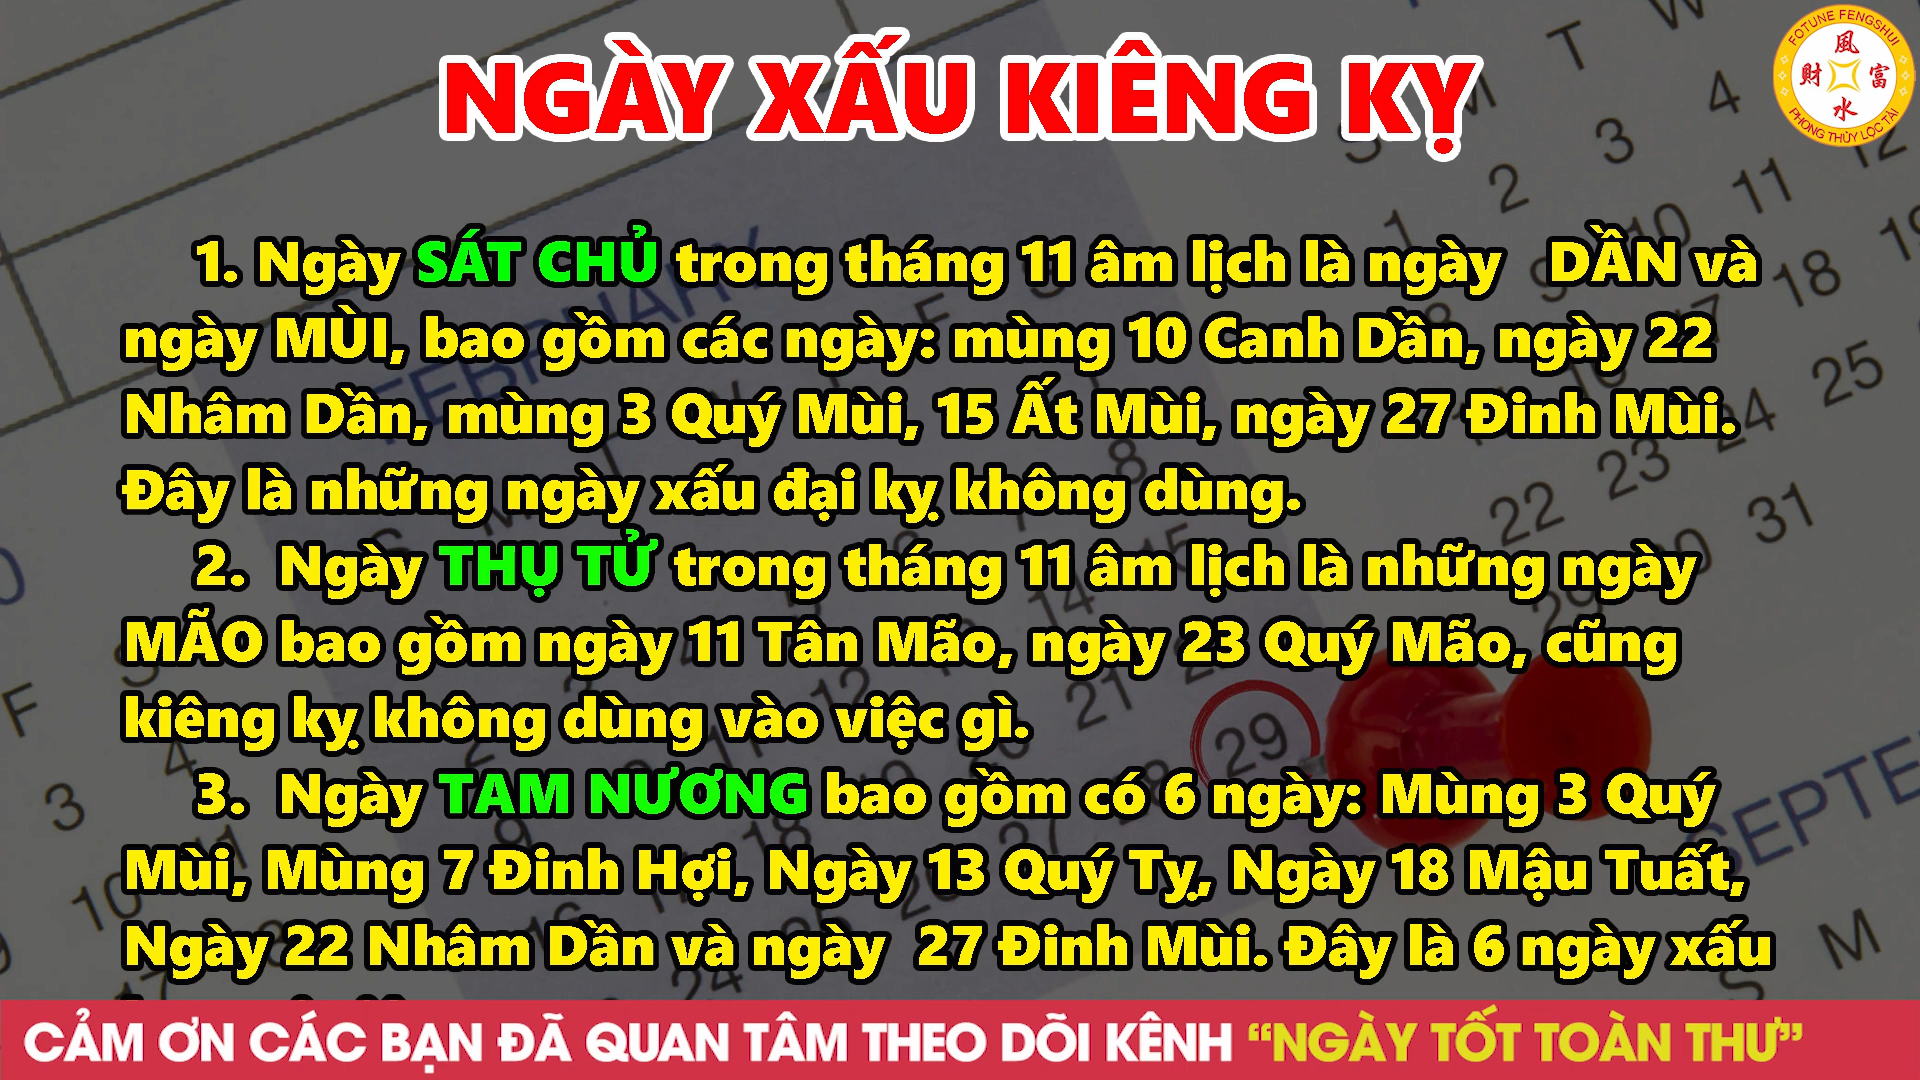 NGÀY XẤU KIÊNG KỴ
FOTUNE FENGSHUI
風
財 富
水
PHONG THỦY LỘC TÀI
1. Ngày SÁT CHỦ trong tháng 11 âm lịch là ngày DẦN và
ngày MÙI, bao gồm các ngày: mùng 10 Canh Dần, ngày 22
Nhâm Dần, mùng 3 Quý Mùi, 15 Ất Mùi, ngày 27 Đinh Mùi.
Đây là những ngày xấu đại kỵ không dùng.
2. Ngày THỤ TỬ trong tháng 11 âm lịch là những ngày
MÃO bao gồm ngày 11 Tân Mão, ngày 23 Quý Mão, cũng
kiêng kỵ không dùng vào việc gì.
3. Ngày TAM NƯƠNG bao gồm có 6 ngày: Mùng 3 Quý
Mùi, Mùng 7 Đinh Hợi, Ngày 13 Quý Tỵ, Ngày 18 Mậu Tuất,
Ngày 22 Nhâm Dần và ngày 27 Đinh Mùi. Đây là 6 ngày xấu
CẢM ƠN CÁC BẠN ĐÃ QUAN TÂM THEO DÕI KÊNH “NGÀY TỐT TOÀN THƯ”